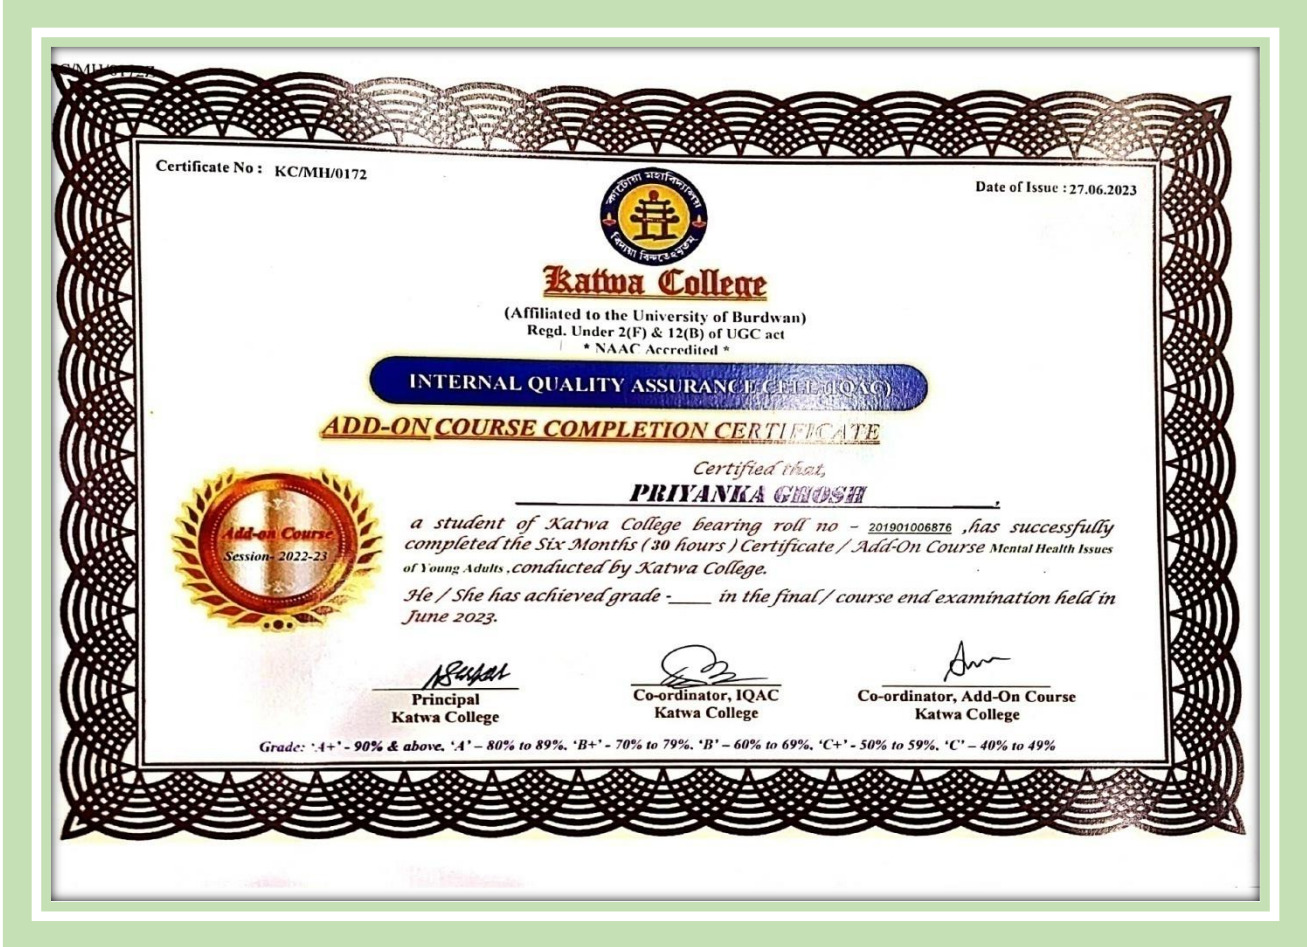 Certificate No : KC/MH/0172
Date of Issue : 27.06.2023
কাটোয়া মহাবিদ্যালয়
Katwa College
(Affiliated to the University of Burdwan)
Regd. Under 2(F) & 12(B) of UGC act
* NAAC Accredited *
INTERNAL QUALITY ASSURANCE CELL (IQAC)
ADD-ON COURSE COMPLETION CERTIFICATE
Certified that,
PRIYANKA GHOSH ,
Add-on Course
Session- 2022-23
a student of Katwa College bearing roll no – 201901006876 ,has successfully
completed the Six Months ( 30 hours ) Certificate / Add-On Course Mental Health Issues
of Young Adults , conducted by Katwa College.
He / She has achieved grade -____ in the final / course end examination held in
June 2023.
Principal
Katwa College
Co-ordinator, IQAC
Katwa College
Co-ordinator, Add-On Course
Katwa College
Grade: 'A+' - 90% & above, 'A' – 80% to 89%, 'B+' - 70% to 79%, 'B' – 60% to 69%, 'C+' - 50% to 59%, 'C' – 40% to 49%